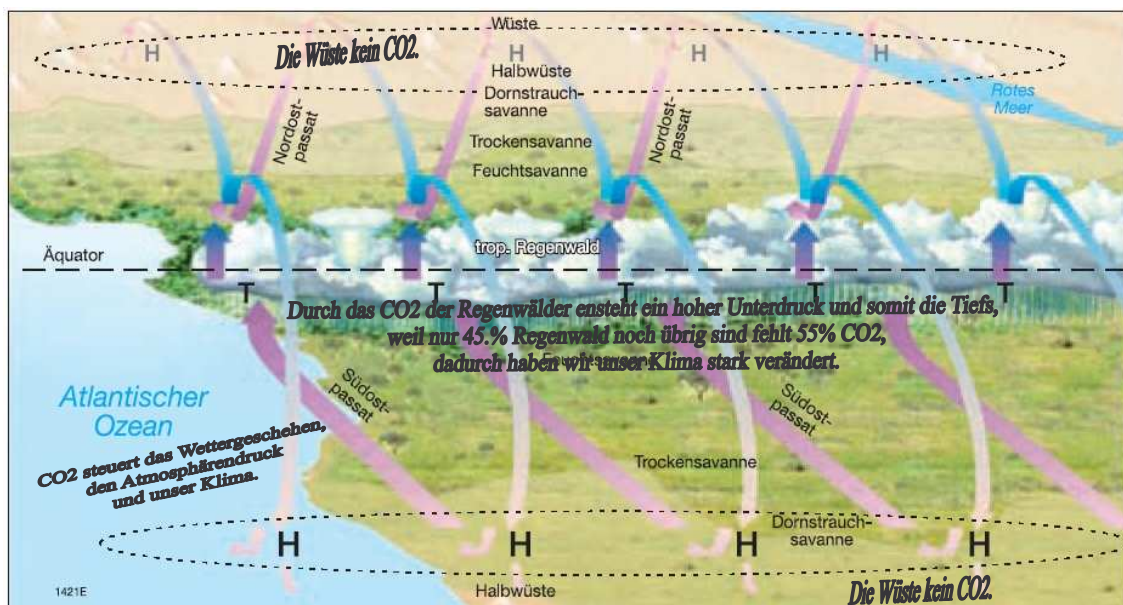 Wüste
H
Die Wüste kein CO2.
H
H
H
Halbwüste
Dornstrauch-
savanne
Rotes
Meer
Nordost-
passat
Nordost-
passat
Trockensavanne
Feuchtsavanne
trop. Regenwald
Äquator
T
T
T
T
T
Durch das CO2 der Regenwälder ensteht ein hoher Unterdruck und somit die Tiefs,
weil nur 45.% Regenwald noch übrig sind fehlt 55% CO2,
Feuchtsavanne
dadurch haben wir unser Klima stark verändert.
Südost-
passat
Südost-
passat
Atlantischer
Ozean
CO2 steuert das Wettergeschehen,
den Atmosphärendruck
und unser Klima.
Trockensavanne
Dornstrauch-
savanne
H
H
H
H
Die Wüste kein CO2.
Halbwüste
1421E